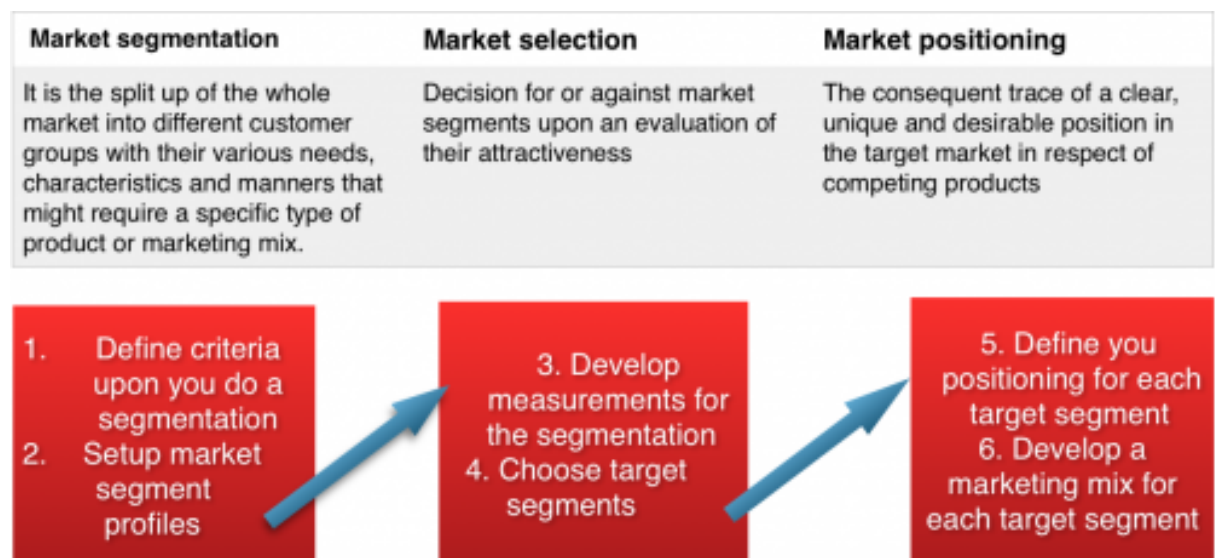 Market segmentation
It is the split up of the whole
market into different customer
groups with their various needs,
characteristics and manners that
might require a specific type of
product or marketing mix.
Market selection
Decision for or against market
segments upon an evaluation of
their attractiveness
Market positioning
The consequent trace of a clear,
unique and desirable position in
the target market in respect of
competing products
1. Define criteria
upon you do a
segmentation
2. Setup market
segment
profiles
3. Develop
measurements for
the segmentation
4. Choose target
segments
5. Define you
positioning for each
target segment
6. Develop a
marketing mix for
each target segment